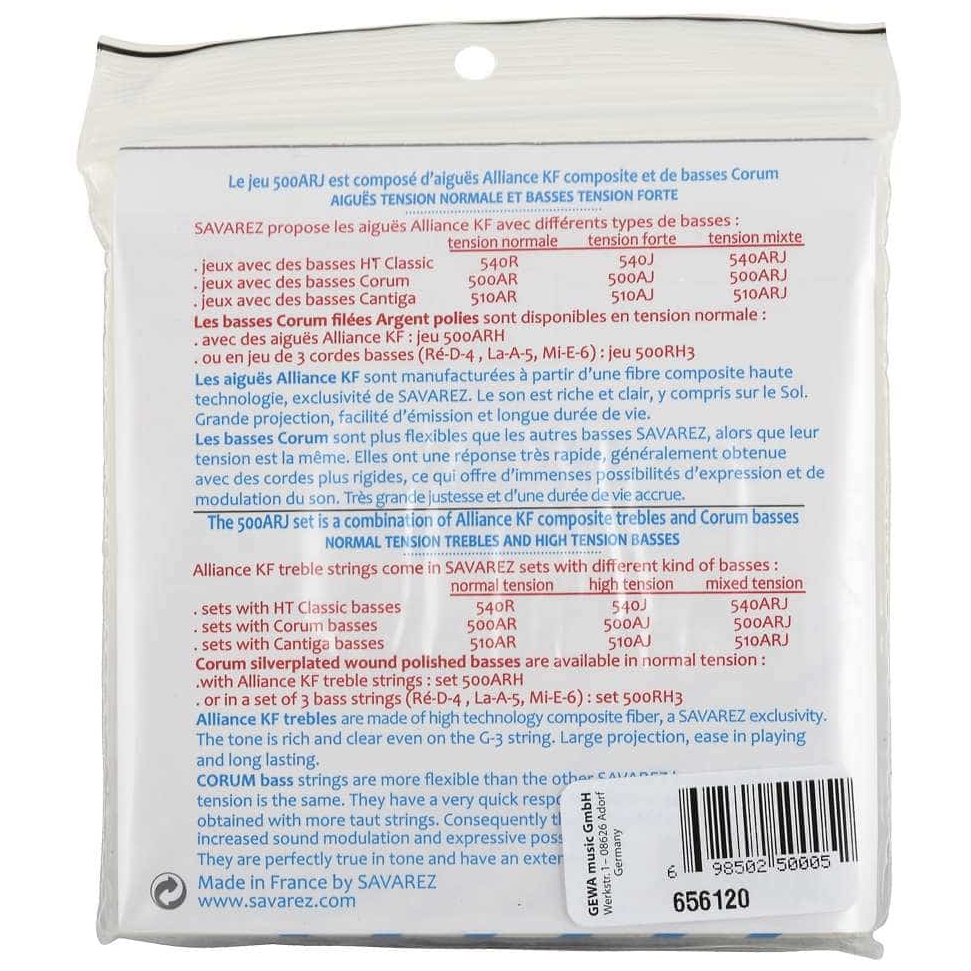 Le jeu 500ARJ est composé d'aiguës Alliance KF composite et de basses Corum
AIGUËS TENSION NORMALE ET BASSES TENSION FORTE
SAVAREZ propose les aiguës Alliance KF avec différents types de basses :
tension normale tension forte tension mixte
. jeux avec des basses HT Classic 540R 540J 540ARJ
. jeux avec des basses Corum 500AR 500AJ 500ARJ
. jeux avec des basses Cantiga 510AR 510AJ 510ARJ
Les basses Corum filées Argent polies sont disponibles en tension normale :
. avec des aiguës Alliance KF : jeu 500ARH
. ou en jeu de 3 cordes basses (Ré-D-4 , La-A-5, Mi-E-6) : jeu 500RH3
Les aiguës Alliance KF sont manufacturées à partir d'une fibre composite haute
technologie, exclusivité de SAVAREZ. Le son est riche et clair, y compris sur le Sol.
Grande projection, facilité d'émission et longue durée de vie.
Les basses Corum sont plus flexibles que les autres basses SAVAREZ, alors que leur
tension est la même. Elles ont une réponse très rapide, généralement obtenue
avec des cordes plus rigides, ce qui offre d'immenses possibilités d'expression et de
modulation du son. Très grande justesse et d'une durée de vie accrue.
The 500ARJ set is a combination of Alliance KF composite trebles and Corum basses
NORMAL TENSION TREBLES AND HIGH TENSION BASSES
Alliance KF treble strings come in SAVAREZ sets with different kind of basses :
normal tension high tension mixed tension
. sets with HT Classic basses 540R 540J 540ARJ
. sets with Corum basses 500AR 500AJ 500ARJ
. sets with Cantiga basses 510AR 510AJ 510ARJ
Corum silverplated wound polished basses are available in normal tension :
.with Alliance KF treble strings : set 500ARH
. or in a set of 3 bass strings (Ré-D-4 , La-A-5, Mi-E-6) : set 500RH3
Alliance KF trebles are made of high technology composite fiber, a SAVAREZ exclusivity.
The tone is rich and clear even on the G-3 string. Large projection, ease in playing
and long lasting.
CORUM bass strings are more flexible than the other
tension is the same. They have a very quick resp
obtained with more taut strings. Consequently
increased sound modulation and expressive pos
They are perfectly true in tone and have an exte
Made in France by SAVAREZ
www.savarez.com
GEWA music GmbH
Werkstr. 1 - 08626 Adorf
Germany
6 98502 50005
656120